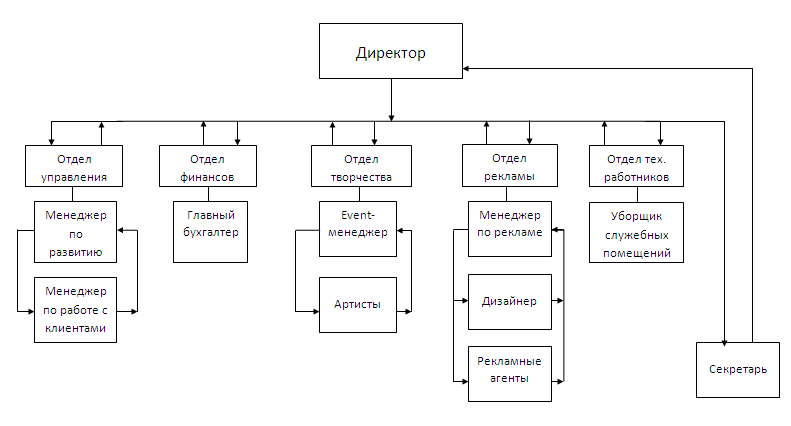 Директор
Отдел
управления
Отдел
финансов
Отдел
творчества
Отдел
рекламы
Отдел тех.
работников
Менеджер
по
развитию
Главный
бухгалтер
Event-
менеджер
Менеджер
по рекламе
Уборщик
служебных
помещений
Менеджер
по работе с
клиентами
Артисты
Дизайнер
Рекламные
агенты
Секретарь